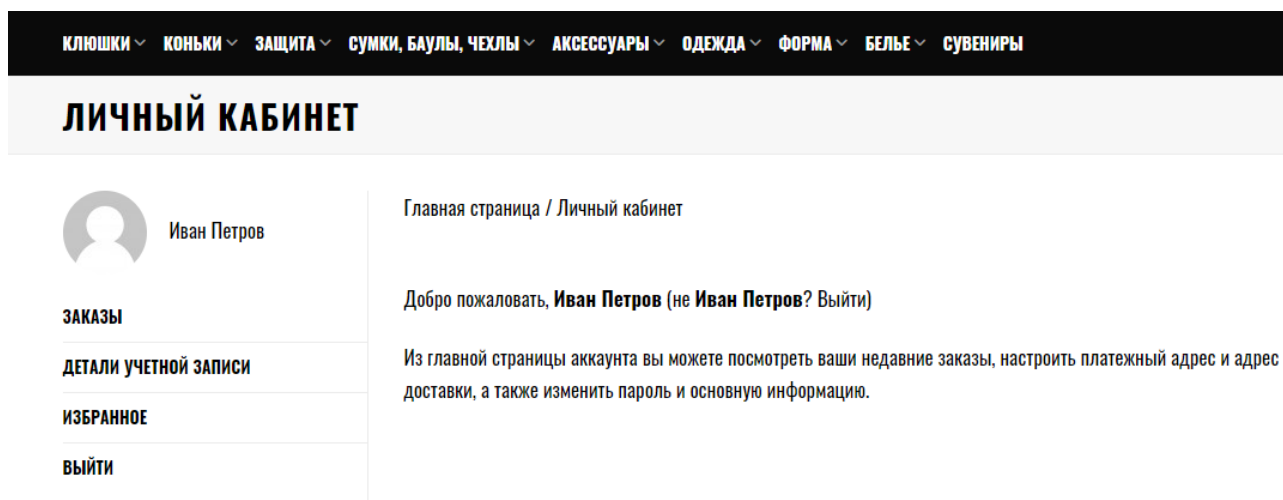 КЛЮШКИ КОНЬКИ ЗАЩИТА СУМКИ, БАУЛЫ, ЧЕХЛЫ АКСЕССУАРЫ ОДЕЖДА ФОРМА БЕЛЬЕ СУВЕНИРЫ
ЛИЧНЫЙ КАБИНЕТ
Иван Петров
ЗАКАЗЫ
ДЕТАЛИ УЧЕТНОЙ ЗАПИСИ
ИЗБРАННОЕ
ВЫЙТИ
Главная страница / Личный кабинет
Добро пожаловать, Иван Петров (не Иван Петров? Выйти)
Из главной страницы аккаунта вы можете посмотреть ваши недавние заказы, настроить платежный адрес и адрес
доставки, а также изменить пароль и основную информацию.